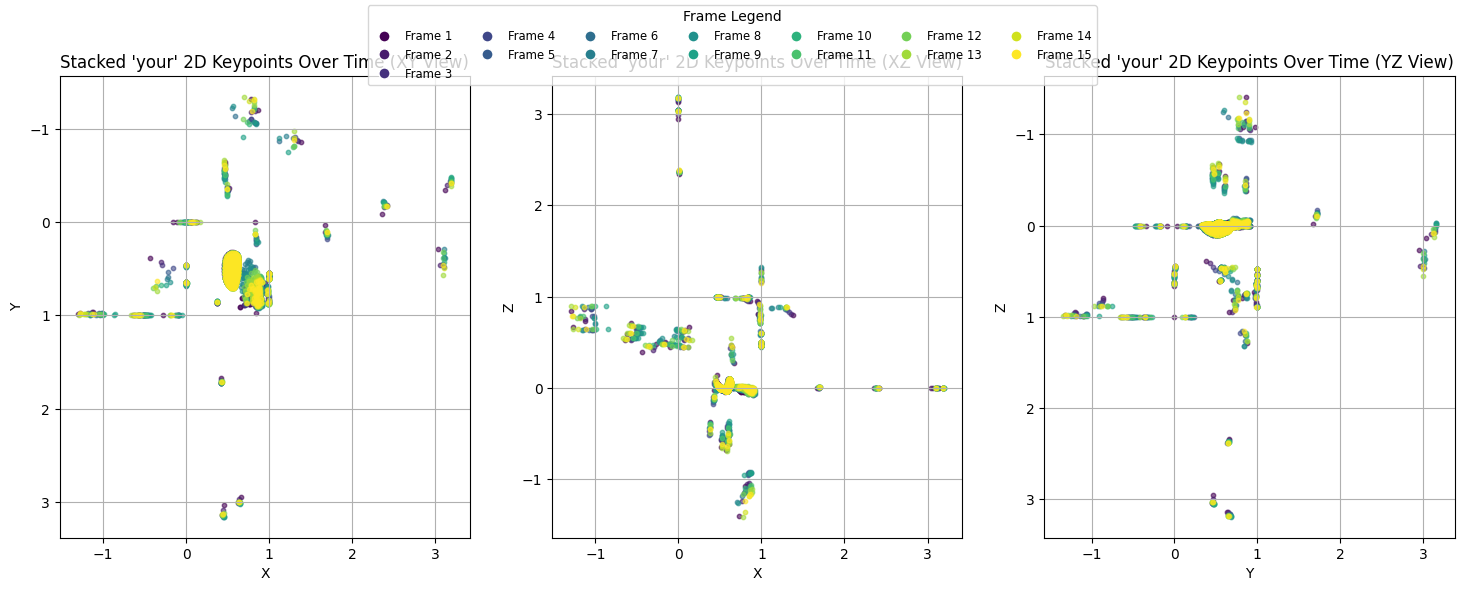 Frame Legend
Frame 1
Frame 2
Frame 3
Frame 4
Frame 5
Frame 6
Frame 7
Frame 8
Frame 9
Frame 10
Frame 11
Frame 12
Frame 13
Frame 14
Frame 15
Stacked 'your' 2D Keypoints Over Time (XY View)
−1
0
1
2
3
Y
−1
0
1
2
3
X
Stacked 'your' 2D Keypoints Over Time (XZ View)
3
2
1
0
−1
Z
−1
0
1
2
3
X
Stacked 'your' 2D Keypoints Over Time (YZ View)
−1
0
1
2
3
Z
−1
0
1
2
3
Y